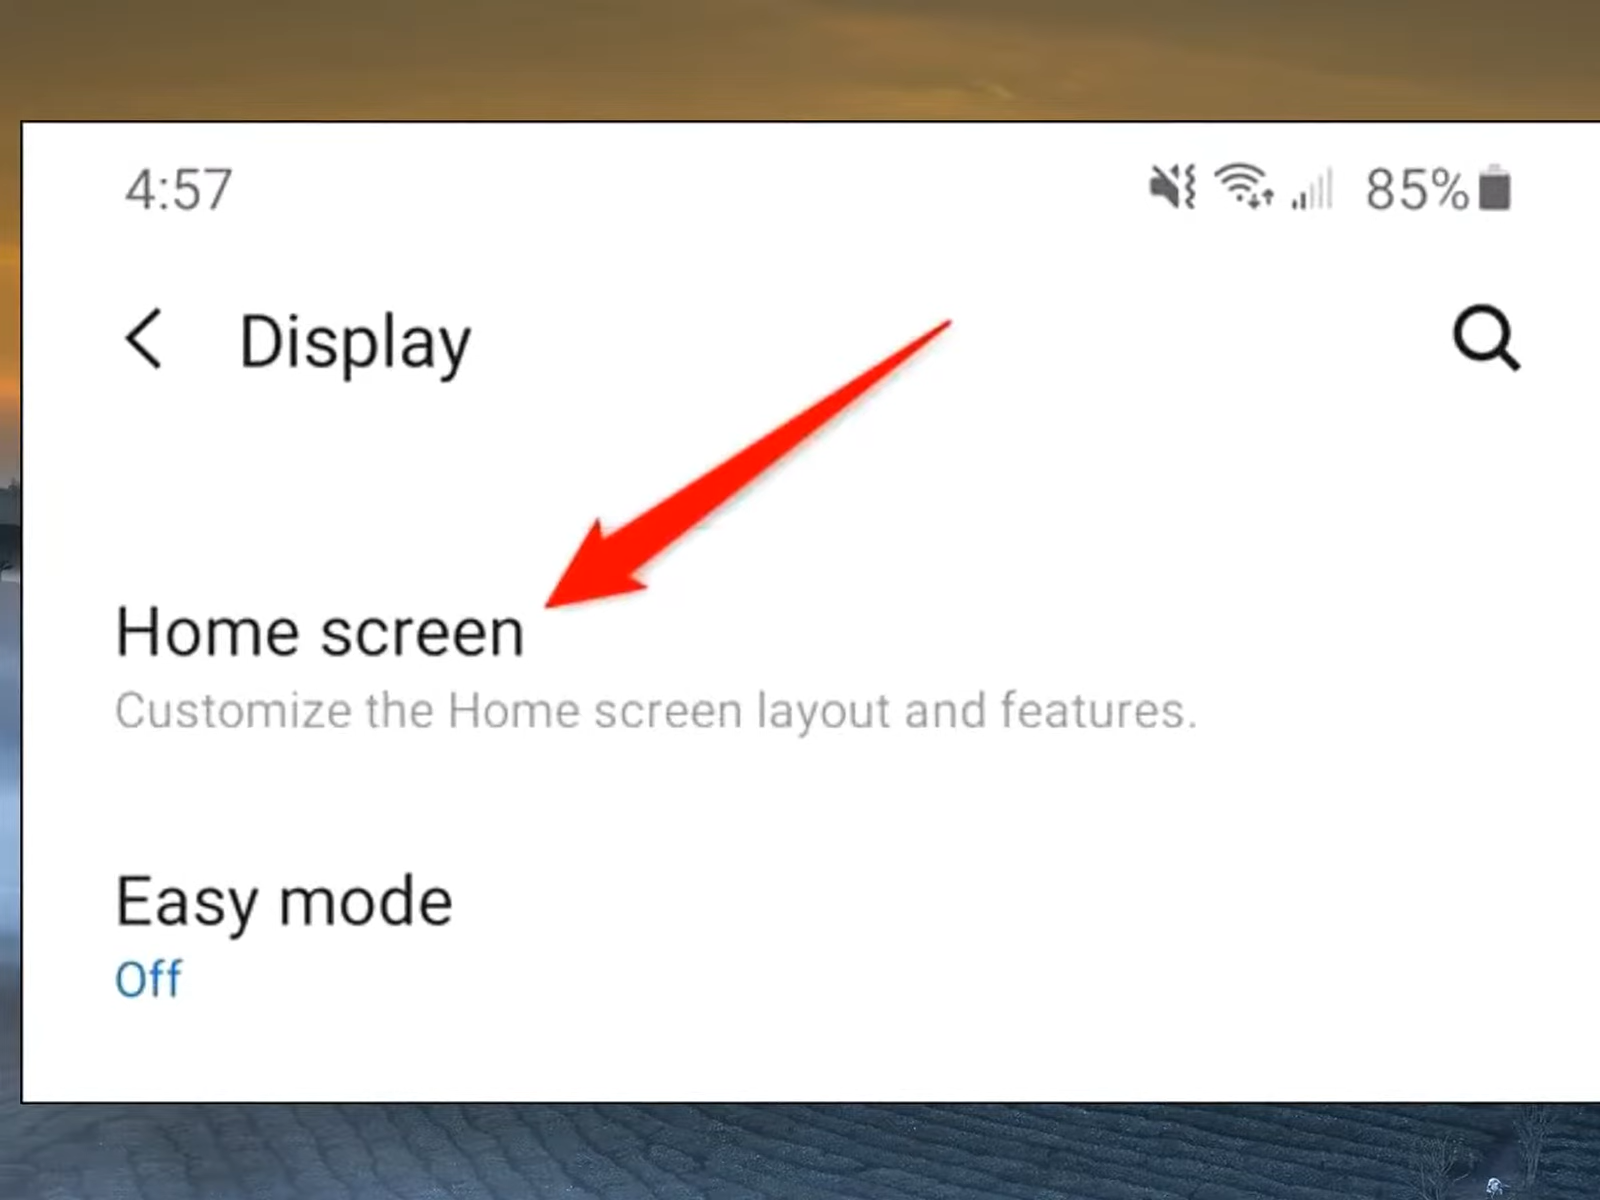 4:57 85%
Display
Home screen
Customize the Home screen layout and features.
Easy mode
Off